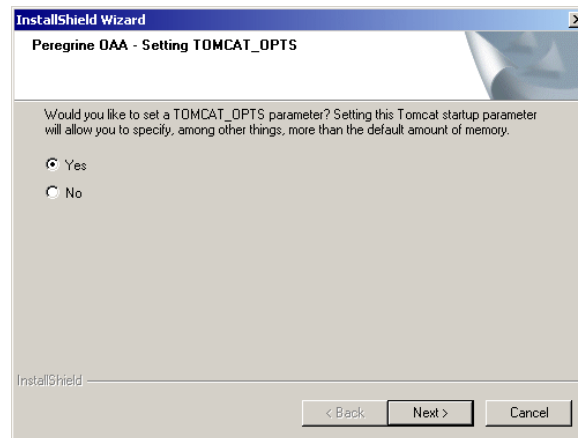 InstallShield Wizard
Peregrine OAA - Setting TOMCAT_OPTS
Would you like to set a TOMCAT_OPTS parameter? Setting this Tomcat startup parameter
will allow you to specify, among other things, more than the default amount of memory.
Yes
No
InstallShield
< Back
Next >
Cancel